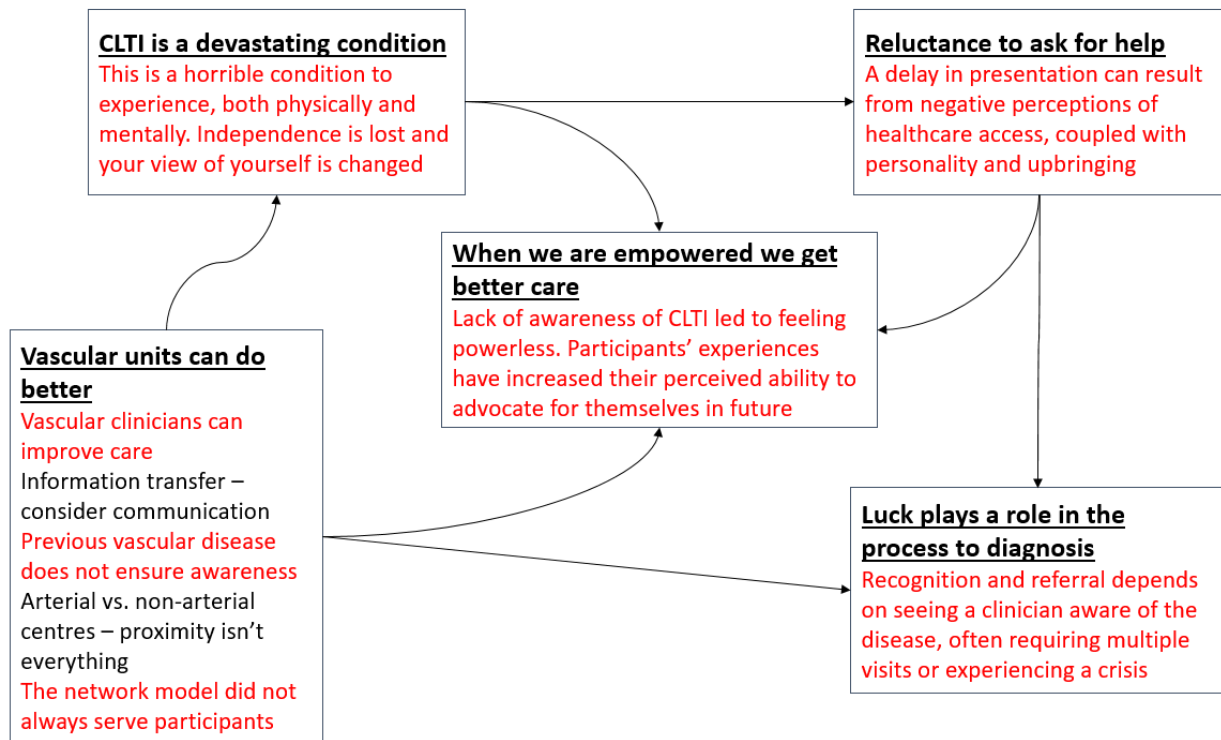 CLTI is a devastating condition
This is a horrible condition to
experience, both physically and
mentally. Independence is lost and
your view of yourself is changed
Reluctance to ask for help
A delay in presentation can result
from negative perceptions of
healthcare access, coupled with
personality and upbringing
When we are empowered we get
better care
Lack of awareness of CLTI led to feeling
powerless. Participants’ experiences
have increased their perceived ability to
advocate for themselves in future
Vascular units can do
better
Vascular clinicians can
improve care
Information transfer –
consider communication
Previous vascular disease
does not ensure awareness
Arterial vs. non-arterial
centres – proximity isn’t
everything
The network model did not
always serve participants
Luck plays a role in the
process to diagnosis
Recognition and referral depends
on seeing a clinician aware of the
disease, often requiring multiple
visits or experiencing a crisis